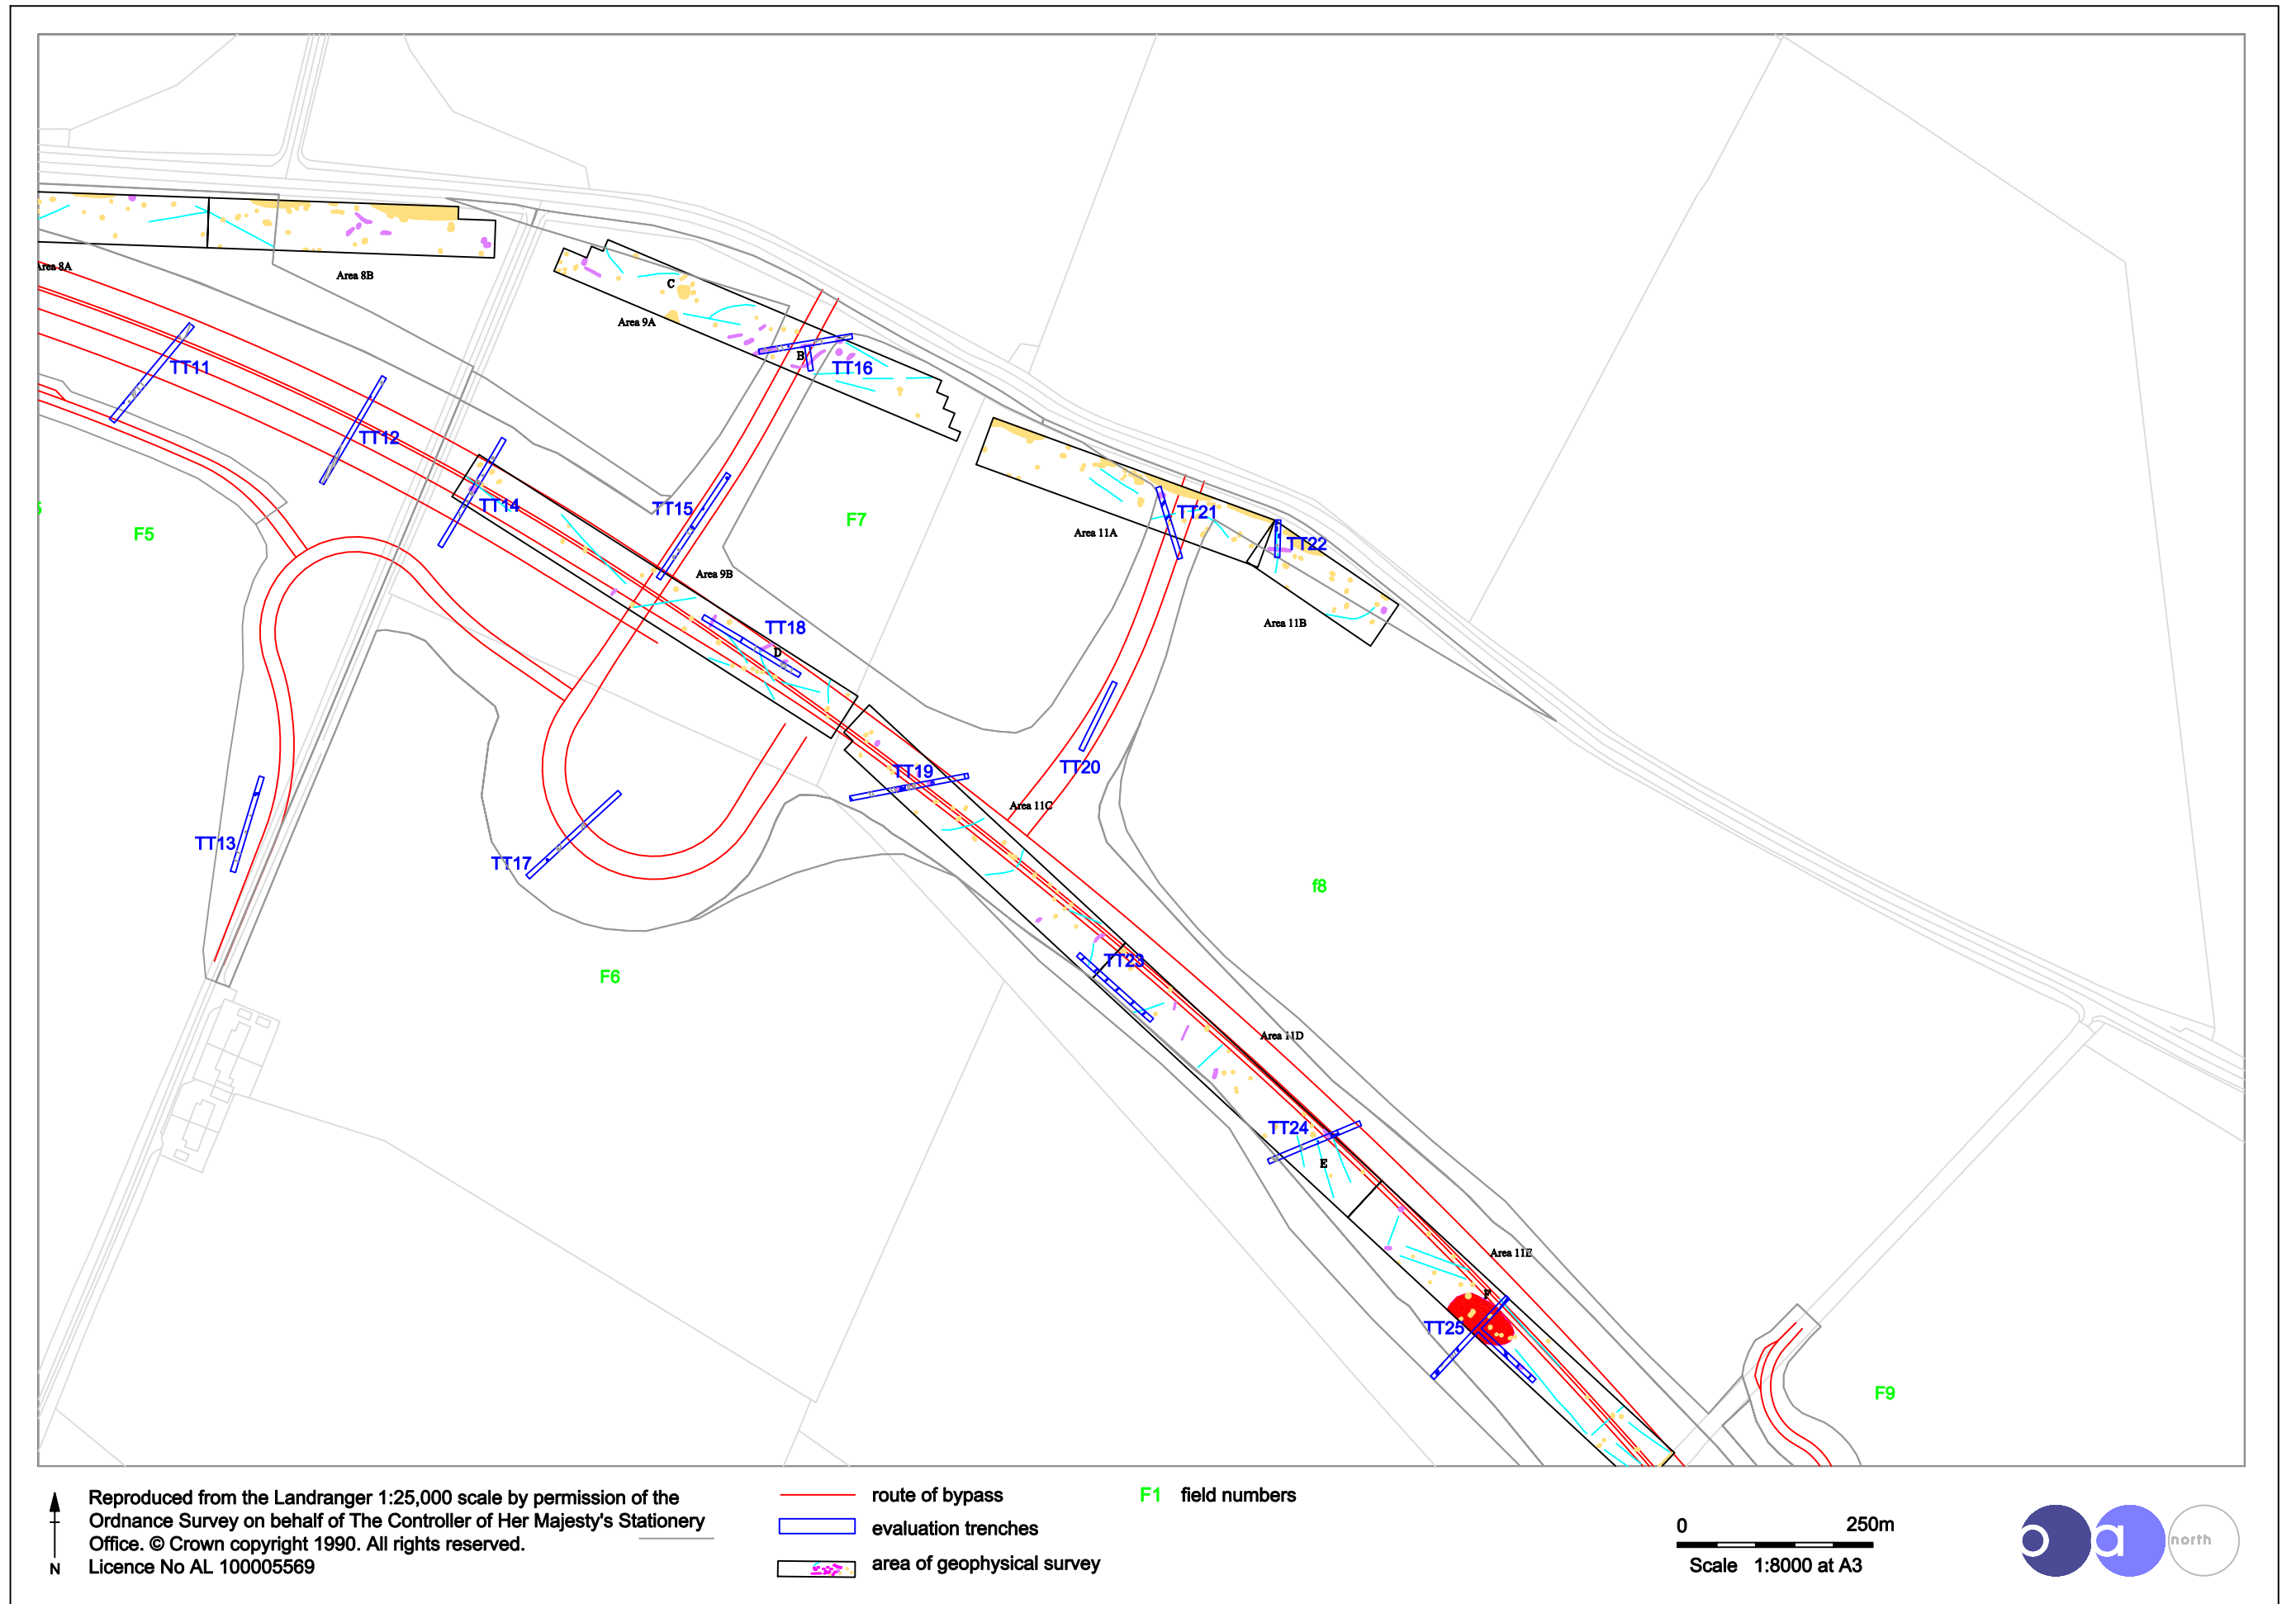 Area 8A
Area 8B
C
Area 9A
B
TT16
TT11
TT12
TT14
TT15
F7
F5
Area 9B
Area 11A
TT21
TT22
Area 11B
TT18
D
TT19
TT20
Area 11C
TT13
TT17
f8
F6
TT23
Area 11D
TT24
E
Area 11E
F
TT25
F9
Reproduced from the Landranger 1:25,000 scale by permission of the
Ordnance Survey on behalf of The Controller of Her Majesty's Stationery
Office. © Crown copyright 1990. All rights reserved.
Licence No AL 100005569
N
route of bypass
evaluation trenches
area of geophysical survey
F1 field numbers
0 250m
Scale 1:8000 at A3
oa north